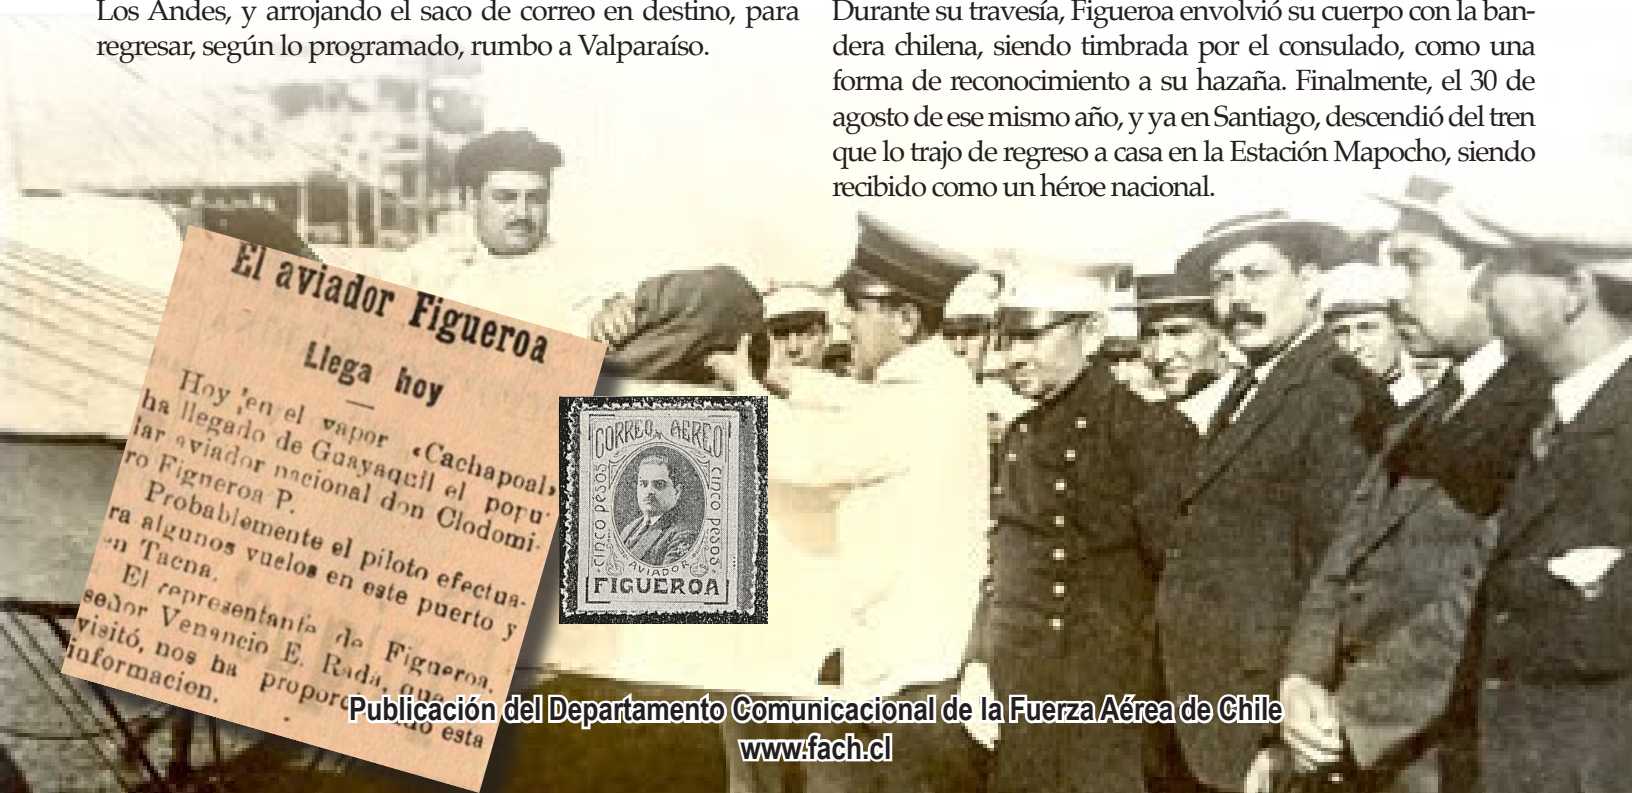 Los Andes, y arrojando el saco de correo en destino, para
regresar, según lo programado, rumbo a Valparaíso.
Durante su travesía, Figueroa envolvió su cuerpo con la ban-
dera chilena, siendo timbrada por el consulado, como una
forma de reconocimiento a su hazaña. Finalmente, el 30 de
agosto de ese mismo año, y ya en Santiago, descendió del tren
que lo trajo de regreso a casa en la Estación Mapocho, siendo
recibido como un héroe nacional.
El aviador Figueroa
Llega hoy
Hoy en el vapor «Cachapoal»
ha llegado de Guayaquil el popu-
lar aviador nacional don Clodomi-
ro Figueroa P.
Probablemente el piloto efectua-
ra algunos vuelos en este puerto y
en Tacna.
El representante de Figueroa,
señor Venancio E. Rada, que
visitó, nos ha esta
informacion.
CORREO AEREO
CINCO PESOS
CINCO PESOS
AVIADOR
FIGUEROA
Publicación del Departamento Comunicacional de la Fuerza Aérea de Chile
www.fach.cl